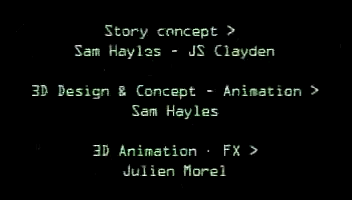 Story concept >
Sam Hayles - JS Clayden
3D Design & Concept - Animation >
Sam Hayles
3D Animation · FX >
Julien Morel